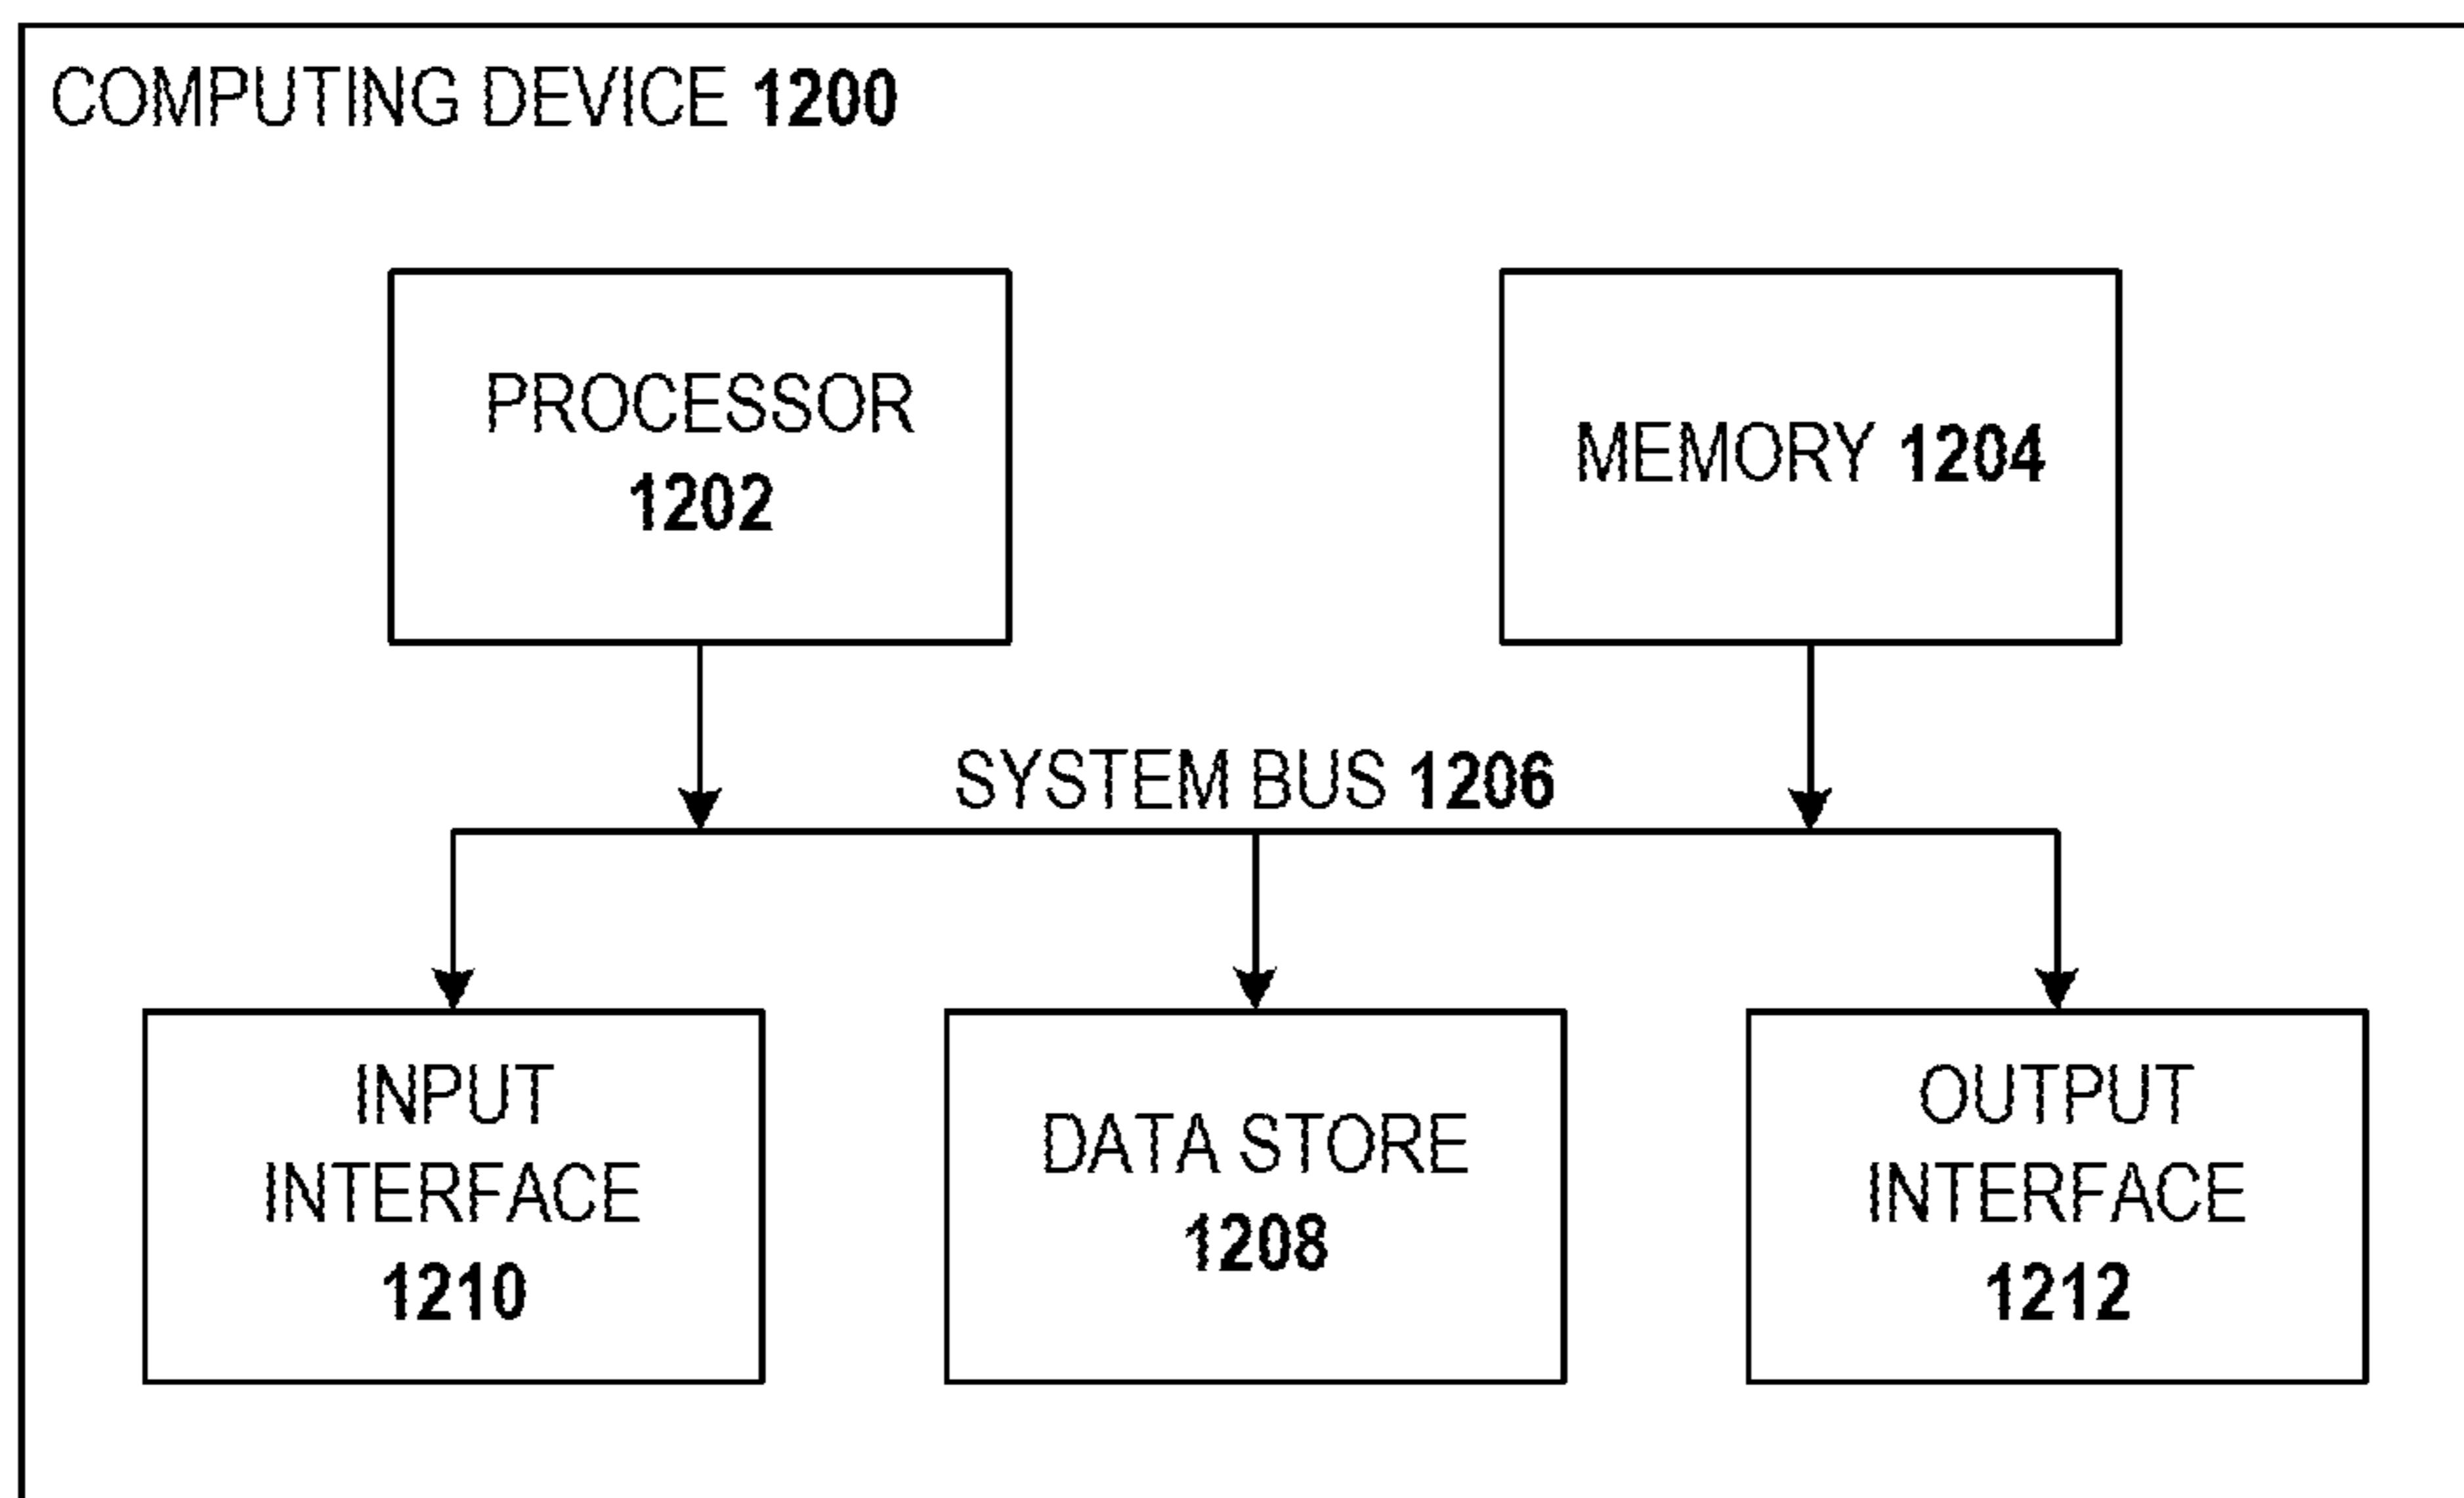 COMPUTING DEVICE 1200
PROCESSOR
1202
MEMORY 1204
SYSTEM BUS 1206
INPUT
INTERFACE
1210
DATA STORE
1208
OUTPUT
INTERFACE
1212